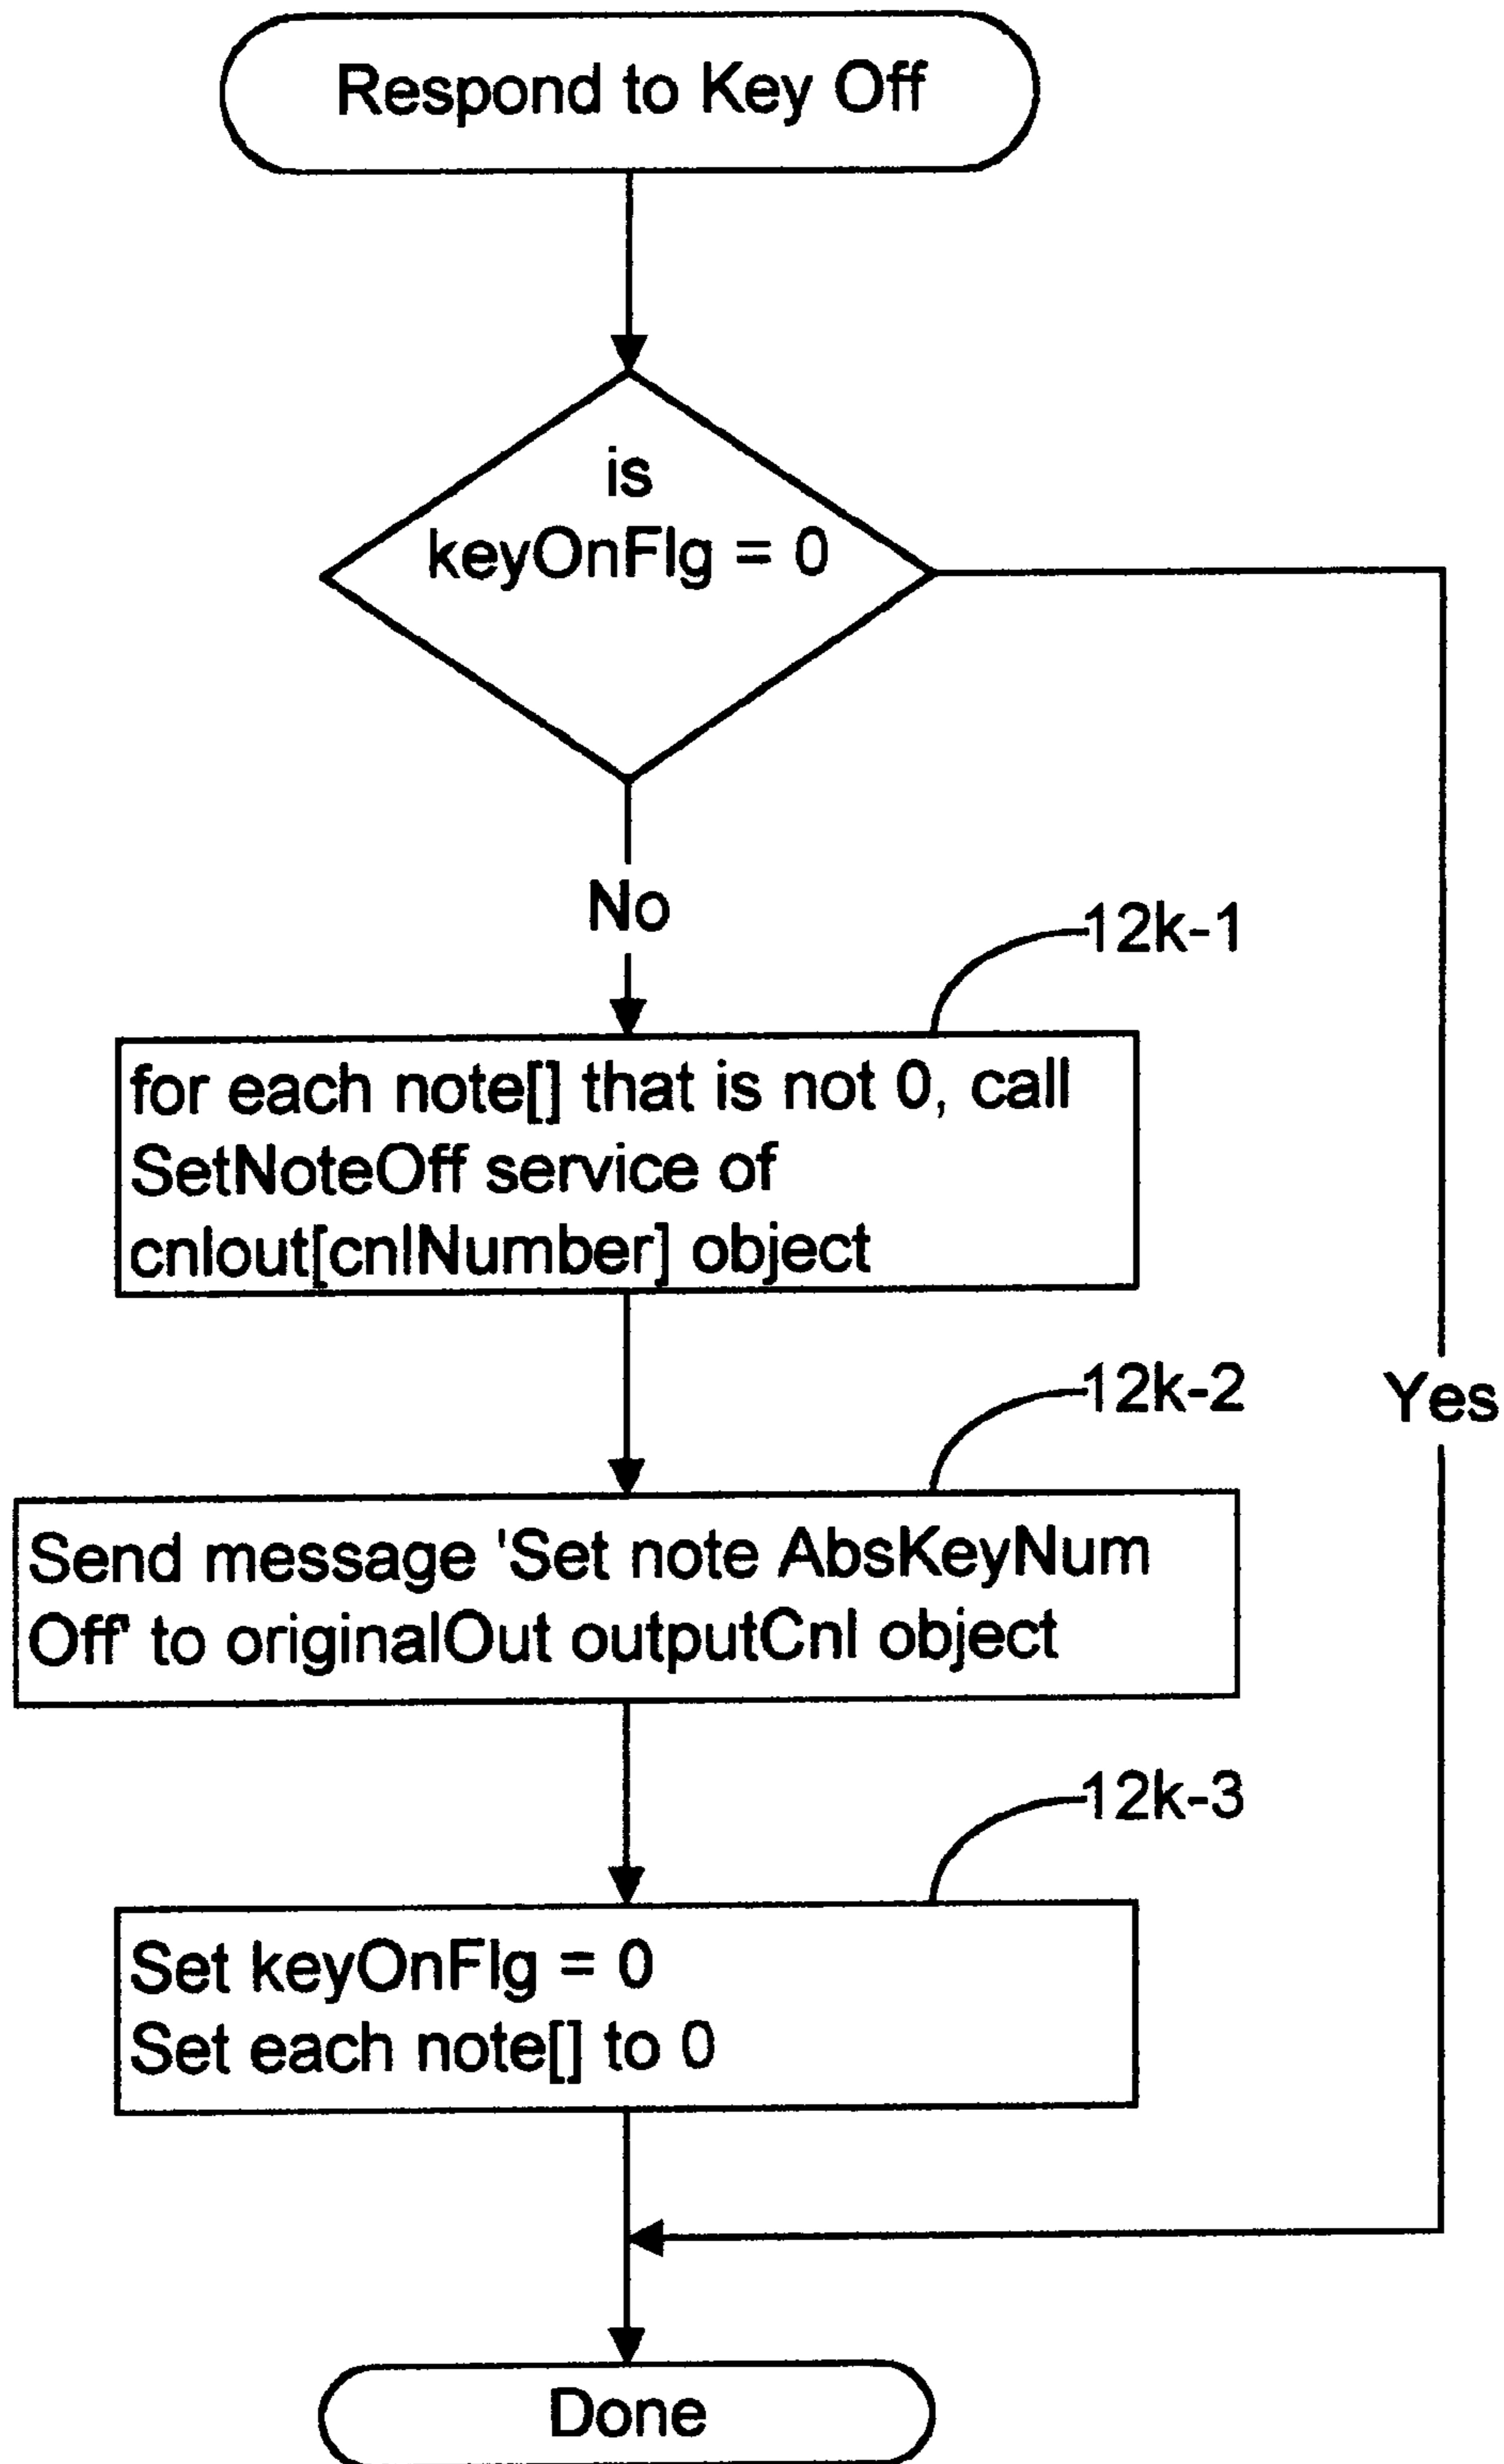 Respond to Key Off
is
keyOnFlg = 0
No
12k-1
for each note[] that is not 0, call
SetNoteOff service of
cnlout[cnlNumber] object
12k-2
Yes
Send message 'Set note AbsKeyNum
Off' to originalOut outputCnl object
12k-3
Set keyOnFlg = 0
Set each note[] to 0
Done